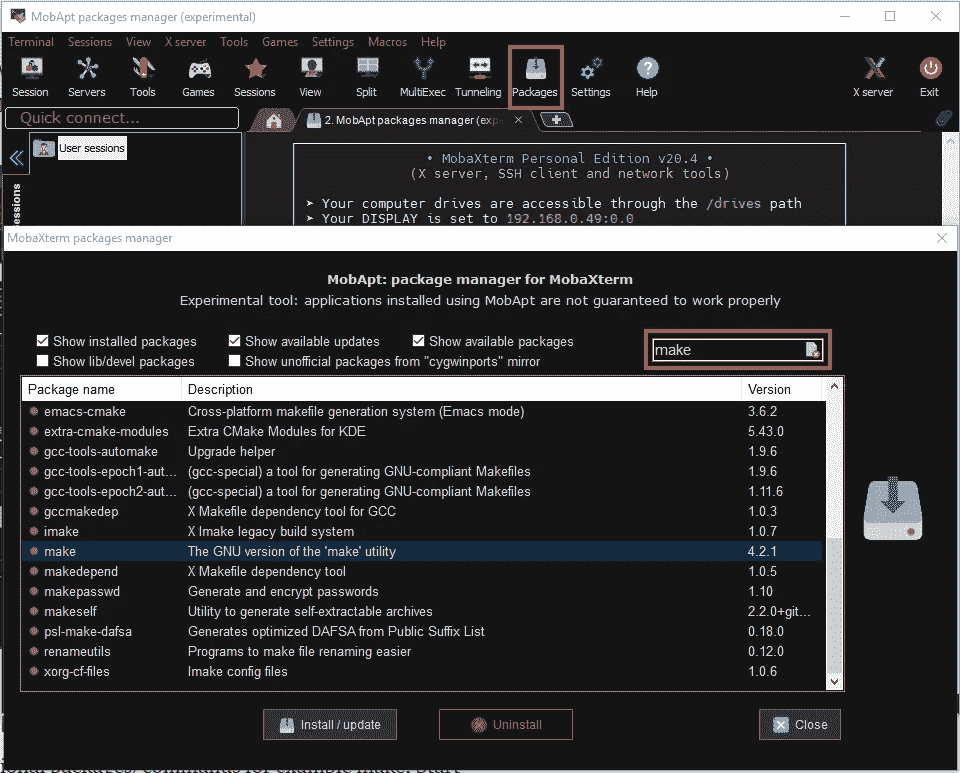 MobApt packages manager (experimental)
Terminal Sessions View X server Tools Games Settings Macros Help
Session Servers Tools Games Sessions View Split MultiExec Tunneling Packages Settings Help X server Exit
Quick connect...
2. MobApt packages manager (exp
User sessions
essions
• MobaXterm Personal Edition v20.4 •
(X server, SSH client and network tools)
➤ Your computer drives are accessible through the /drives path
➤ Your DISPLAY is set to 192.168.0.49:0.0
MobaXterm packages manager
MobApt: package manager for MobaXterm
Experimental tool: applications installed using MobApt are not guaranteed to work properly
Show installed packages Show available updates Show available packages
Show lib/devel packages Show unofficial packages from "cygwinports" mirror
make
Package name Description Version
emacs-cmake Cross-platform makefile generation system (Emacs mode) 3.6.2
extra-cmake-modules Extra CMake Modules for KDE 5.43.0
gcc-tools-automake Upgrade helper 1.9.6
gcc-tools-epoch1-aut... (gcc-special) a tool for generating GNU-compliant Makefiles 1.9.6
gcc-tools-epoch2-aut... (gcc-special) a tool for generating GNU-compliant Makefiles 1.11.6
gccmakedep X Makefile dependency tool for GCC 1.0.3
imake X Imake legacy build system 1.0.7
make The GNU version of the 'make' utility 4.2.1
makedepend X Makefile dependency tool 1.0.5
makepasswd Generate and encrypt passwords 1.10
makeself Utility to generate self-extractable archives 2.2.0+git...
psl-make-dafsa Generates optimized DAFSA from Public Suffix List 0.18.0
renameutils Programs to make file renaming easier 0.12.0
xorg-cf-files Imake config files 1.0.6
Install / update Uninstall Close